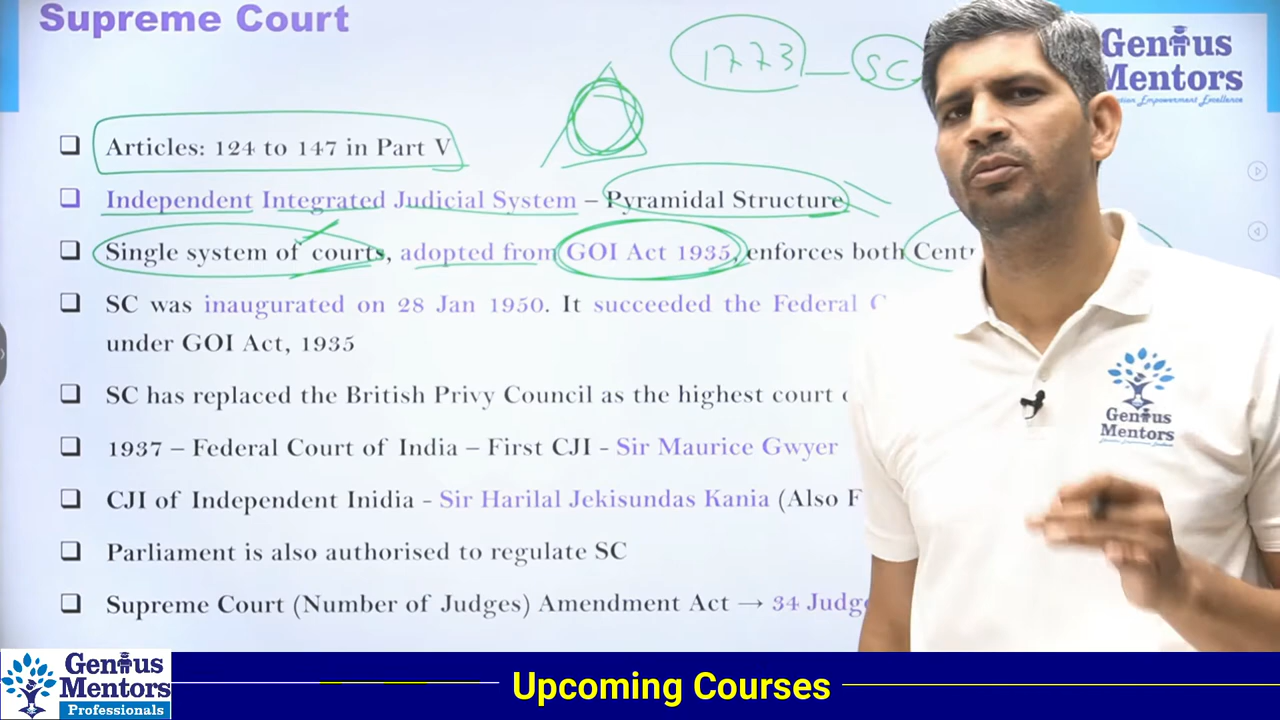 Supreme Court
1773 — SC
Genius
Mentors
Articles: 124 to 147 in Part V
Independent Integrated Judicial System – Pyramidal Structure
Single system of courts, adopted from GOI Act 1935, enforces both
SC was inaugurated on 28 Jan 1950. It succeeded the Federal
under GOI Act, 1935
SC has replaced the British Privy Council as the highest court
1937 – Federal Court of India – First CJI - Sir Maurice Gwyer
CJI of Independent Inidia - Sir Harilal Jekisundas Kania (Also
Parliament is also authorised to regulate SC
Supreme Court (Number of Judges) Amendment Act → 34
Genius
Mentors
Genius
Mentors
Professionals
Upcoming Courses